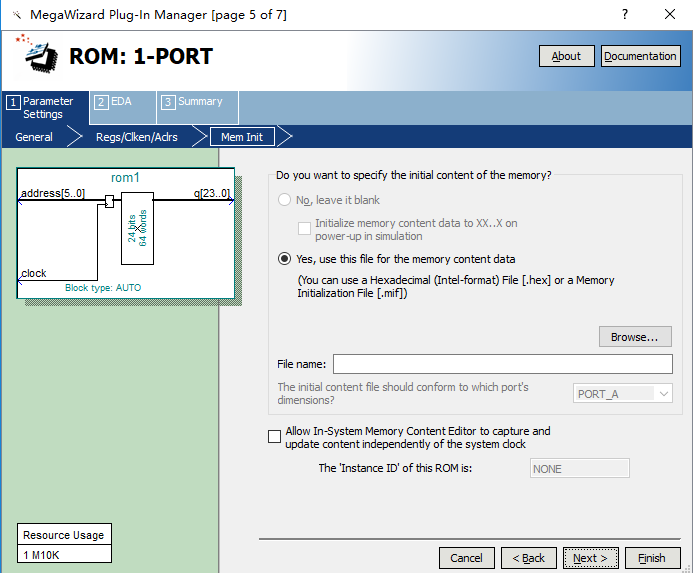 MegaWizard Plug-In Manager [page 5 of 7]
ROM: 1-PORT
About
Documentation
1 Parameter Settings
2 EDA
3 Summary
General
Regs/Clken/Aclrs
Mem Init
rom1
address[5..0]
q[23..0]
24 bits
64 words
clock
Block type: AUTO
Do you want to specify the initial content of the memory?
No, leave it blank
Initialize memory content data to XX..X on
power-up in simulation
Yes, use this file for the memory content data
(You can use a Hexadecimal (Intel-format) File [.hex] or a Memory
Initialization File [.mif])
Browse...
File name:
The initial content file should conform to which port's
dimensions?
PORT_A
Allow In-System Memory Content Editor to capture and
update content independently of the system clock
The 'Instance ID' of this ROM is:
NONE
Resource Usage
1 M10K
Cancel
< Back
Next >
Finish